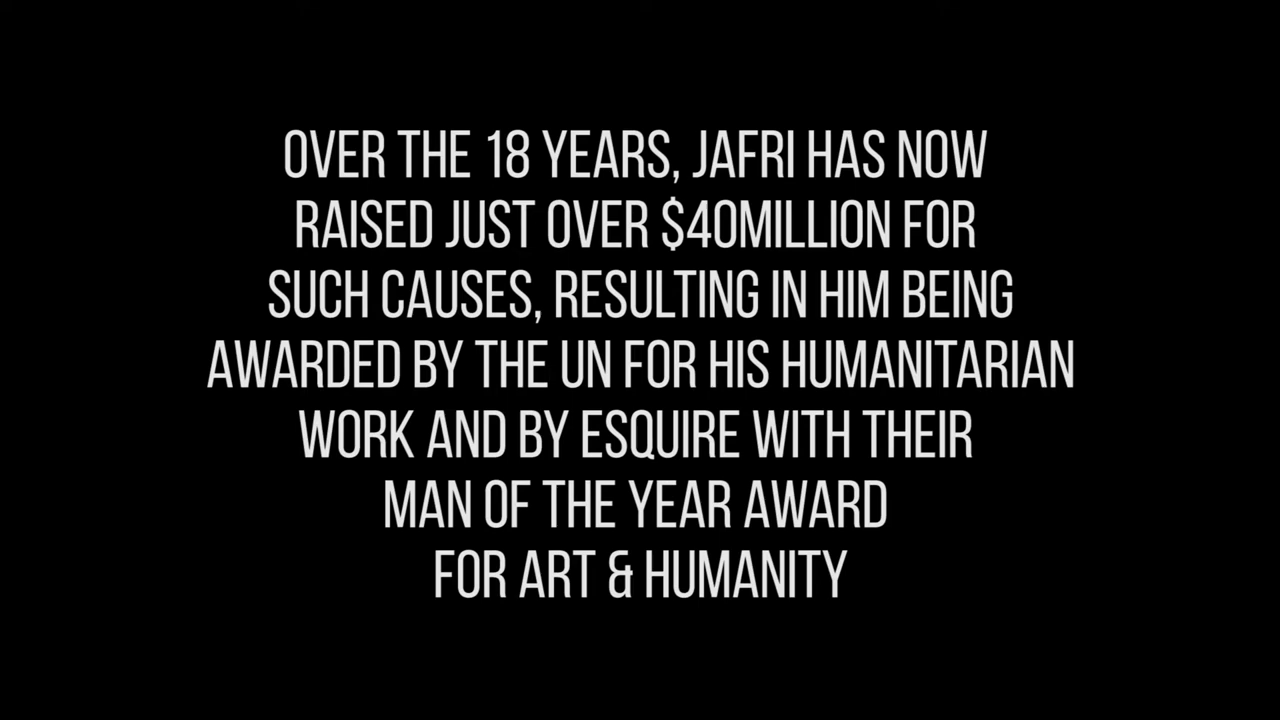 OVER THE 18 YEARS, JAFRI HAS NOW
RAISED JUST OVER $40MILLION FOR
SUCH CAUSES, RESULTING IN HIM BEING
AWARDED BY THE UN FOR HIS HUMANITARIAN
WORK AND BY ESQUIRE WITH THEIR
MAN OF THE YEAR AWARD
FOR ART & HUMANITY